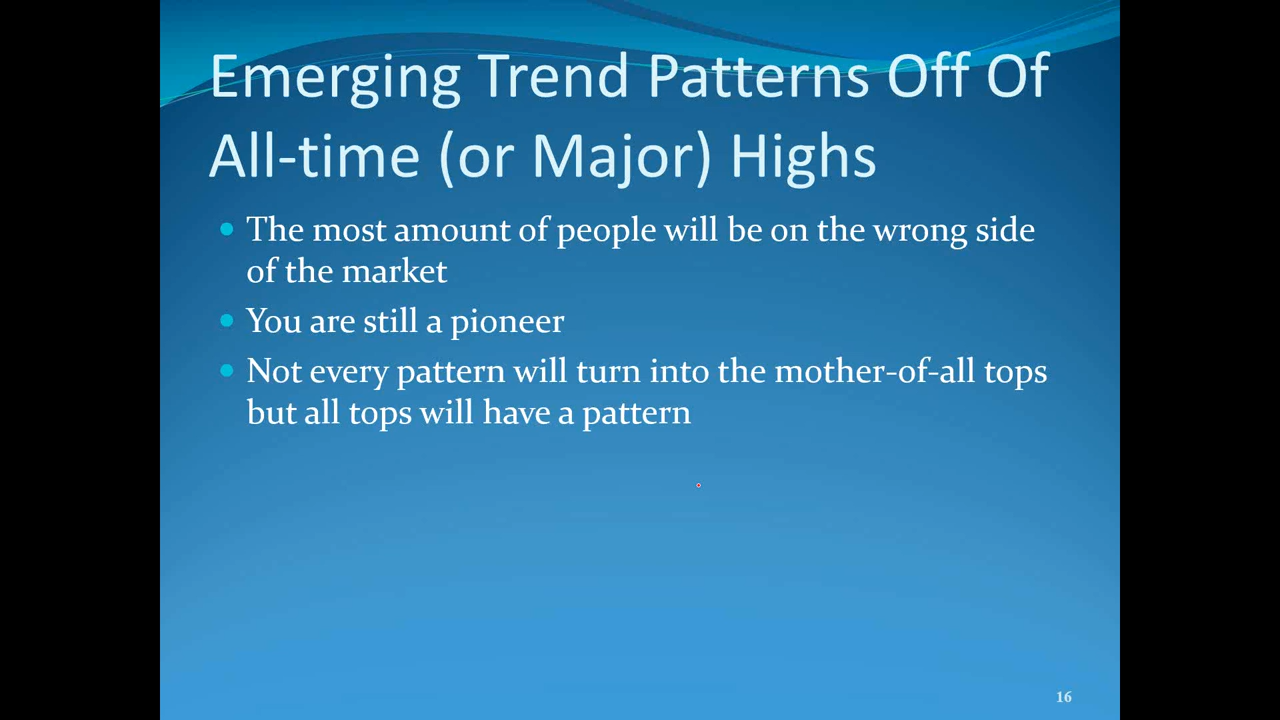 Emerging Trend Patterns Off Of
All-time (or Major) Highs
The most amount of people will be on the wrong side
of the market
You are still a pioneer
Not every pattern will turn into the mother-of-all tops
but all tops will have a pattern
16